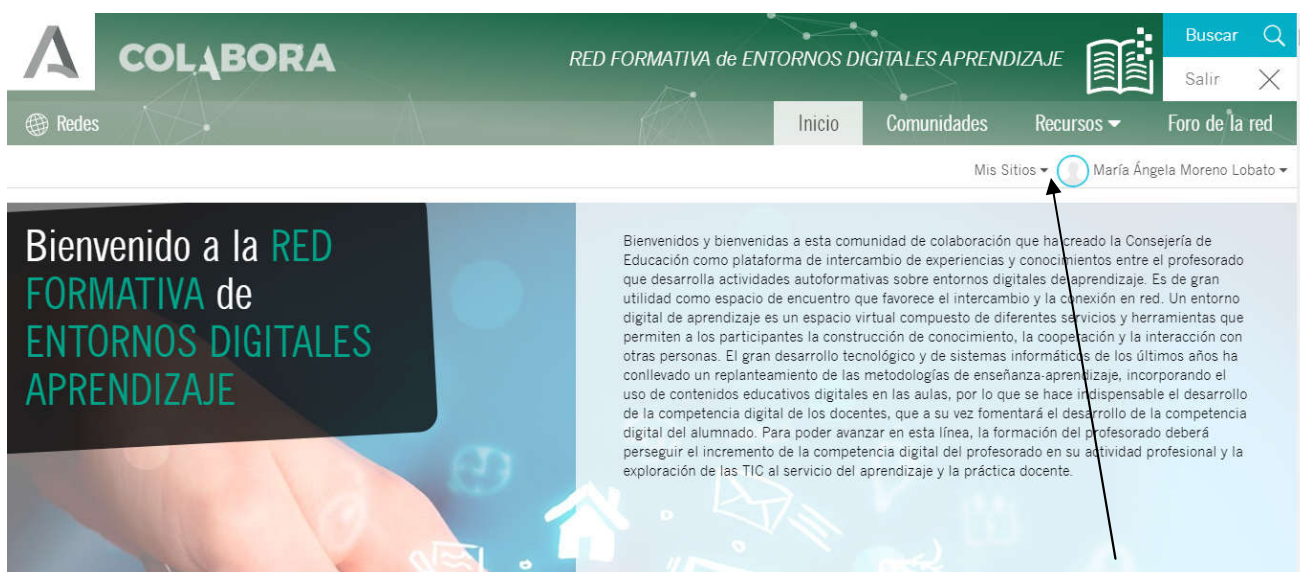 COLABORA
RED FORMATIVA de ENTORNOS DIGITALES APRENDIZAJE
Buscar
Salir
Redes
Inicio
Comunidades
Recursos
Foro de la red
Mis Sitios
María Ángela Moreno Lobato
Bienvenido a la RED
FORMATIVA de
ENTORNOS DIGITALES
APRENDIZAJE
Bienvenidos y bienvenidas a esta comunidad de colaboración que ha creado la Consejería de
Educación como plataforma de intercambio de experiencias y conocimientos entre el profesorado
que desarrolla actividades autoformativas sobre entornos digitales de aprendizaje. Es de gran
utilidad como espacio de encuentro que favorece el intercambio y la conexión en red. Un entorno
digital de aprendizaje es un espacio virtual compuesto de diferentes servicios y herramientas que
permiten a los participantes la construcción de conocimiento, la cooperación y la interacción con
otras personas. El gran desarrollo tecnológico y de sistemas informáticos de los últimos años ha
conllevado un replanteamiento de las metodologías de enseñanza-aprendizaje, incorporando el
uso de contenidos educativos digitales en las aulas, por lo que se hace indispensable el desarrollo
de la competencia digital de los docentes, que a su vez fomentará el desarrollo de la competencia
digital del alumnado. Para poder avanzar en esta línea, la formación del profesorado deberá
perseguir el incremento de la competencia digital del profesorado en su actividad profesional y la
exploración de las TIC al servicio del aprendizaje y la práctica docente.